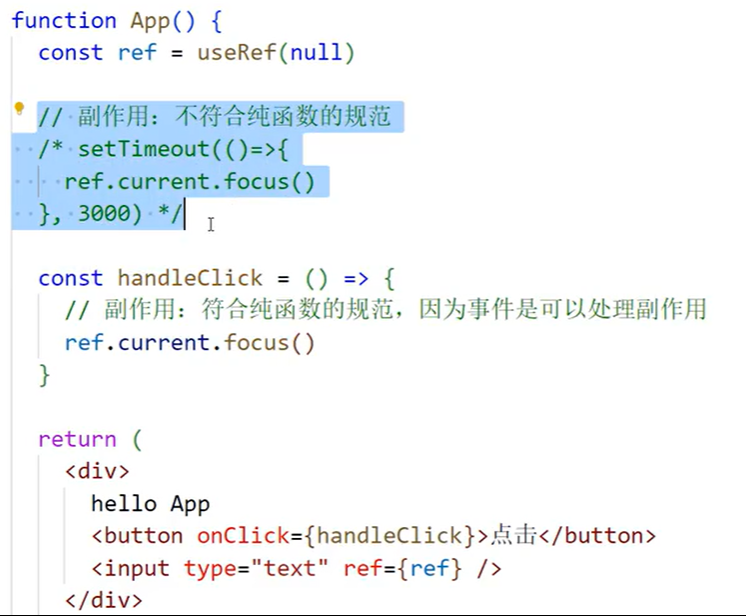 function App() {
const ref = useRef(null)
// 副作用：不符合纯函数的规范
/* setTimeout(()=>{
ref.current.focus()
}, 3000) */
const handleClick = () => {
// 副作用：符合纯函数的规范，因为事件是可以处理副作用
ref.current.focus()
}
return (
<div>
hello App
<button onClick={handleClick}>点击</button>
<input type="text" ref={ref} />
</div>